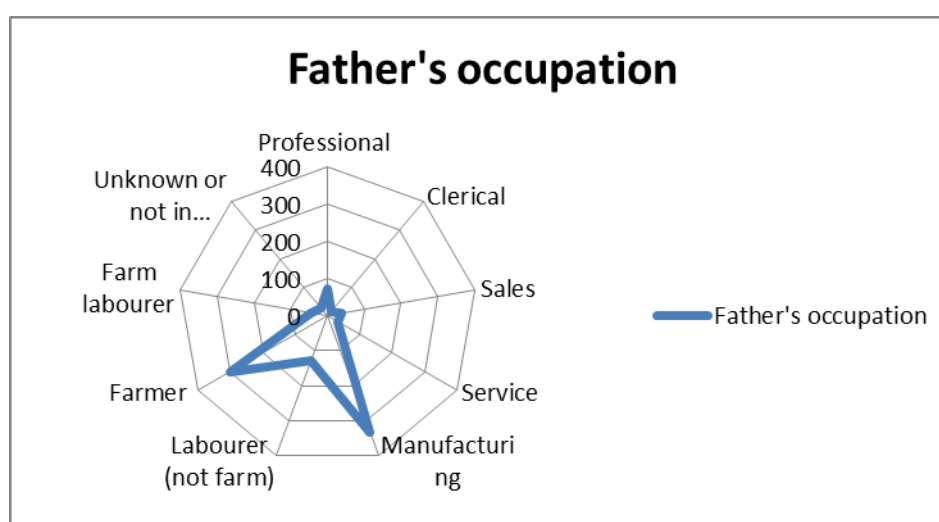 Father's occupation
Professional
400
300
200
100
0
Clerical
Sales
Service
Manufacturi
ng
Labourer
(not farm)
Farmer
Farm
labourer
Unknown or
not in...
Father's occupation